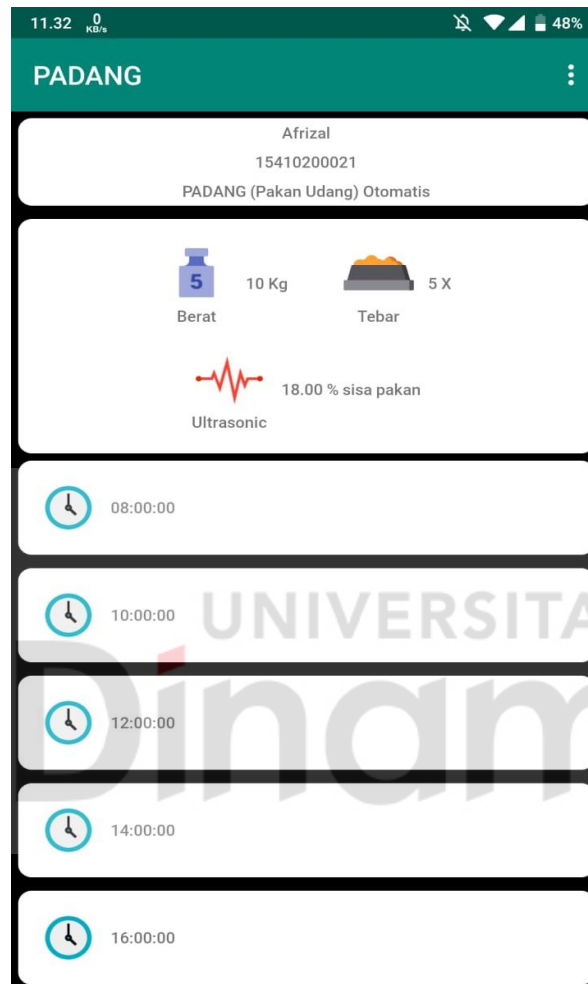 11.32 0 KB/s 48%
PADANG
Afrizal
15410200021
PADANG (Pakan Udang) Otomatis
5 10 Kg 5 X
Berat Tebar
18.00 % sisa pakan
Ultrasonic
08:00:00
10:00:00
UNIVERSITA
Dinam
12:00:00
14:00:00
16:00:00